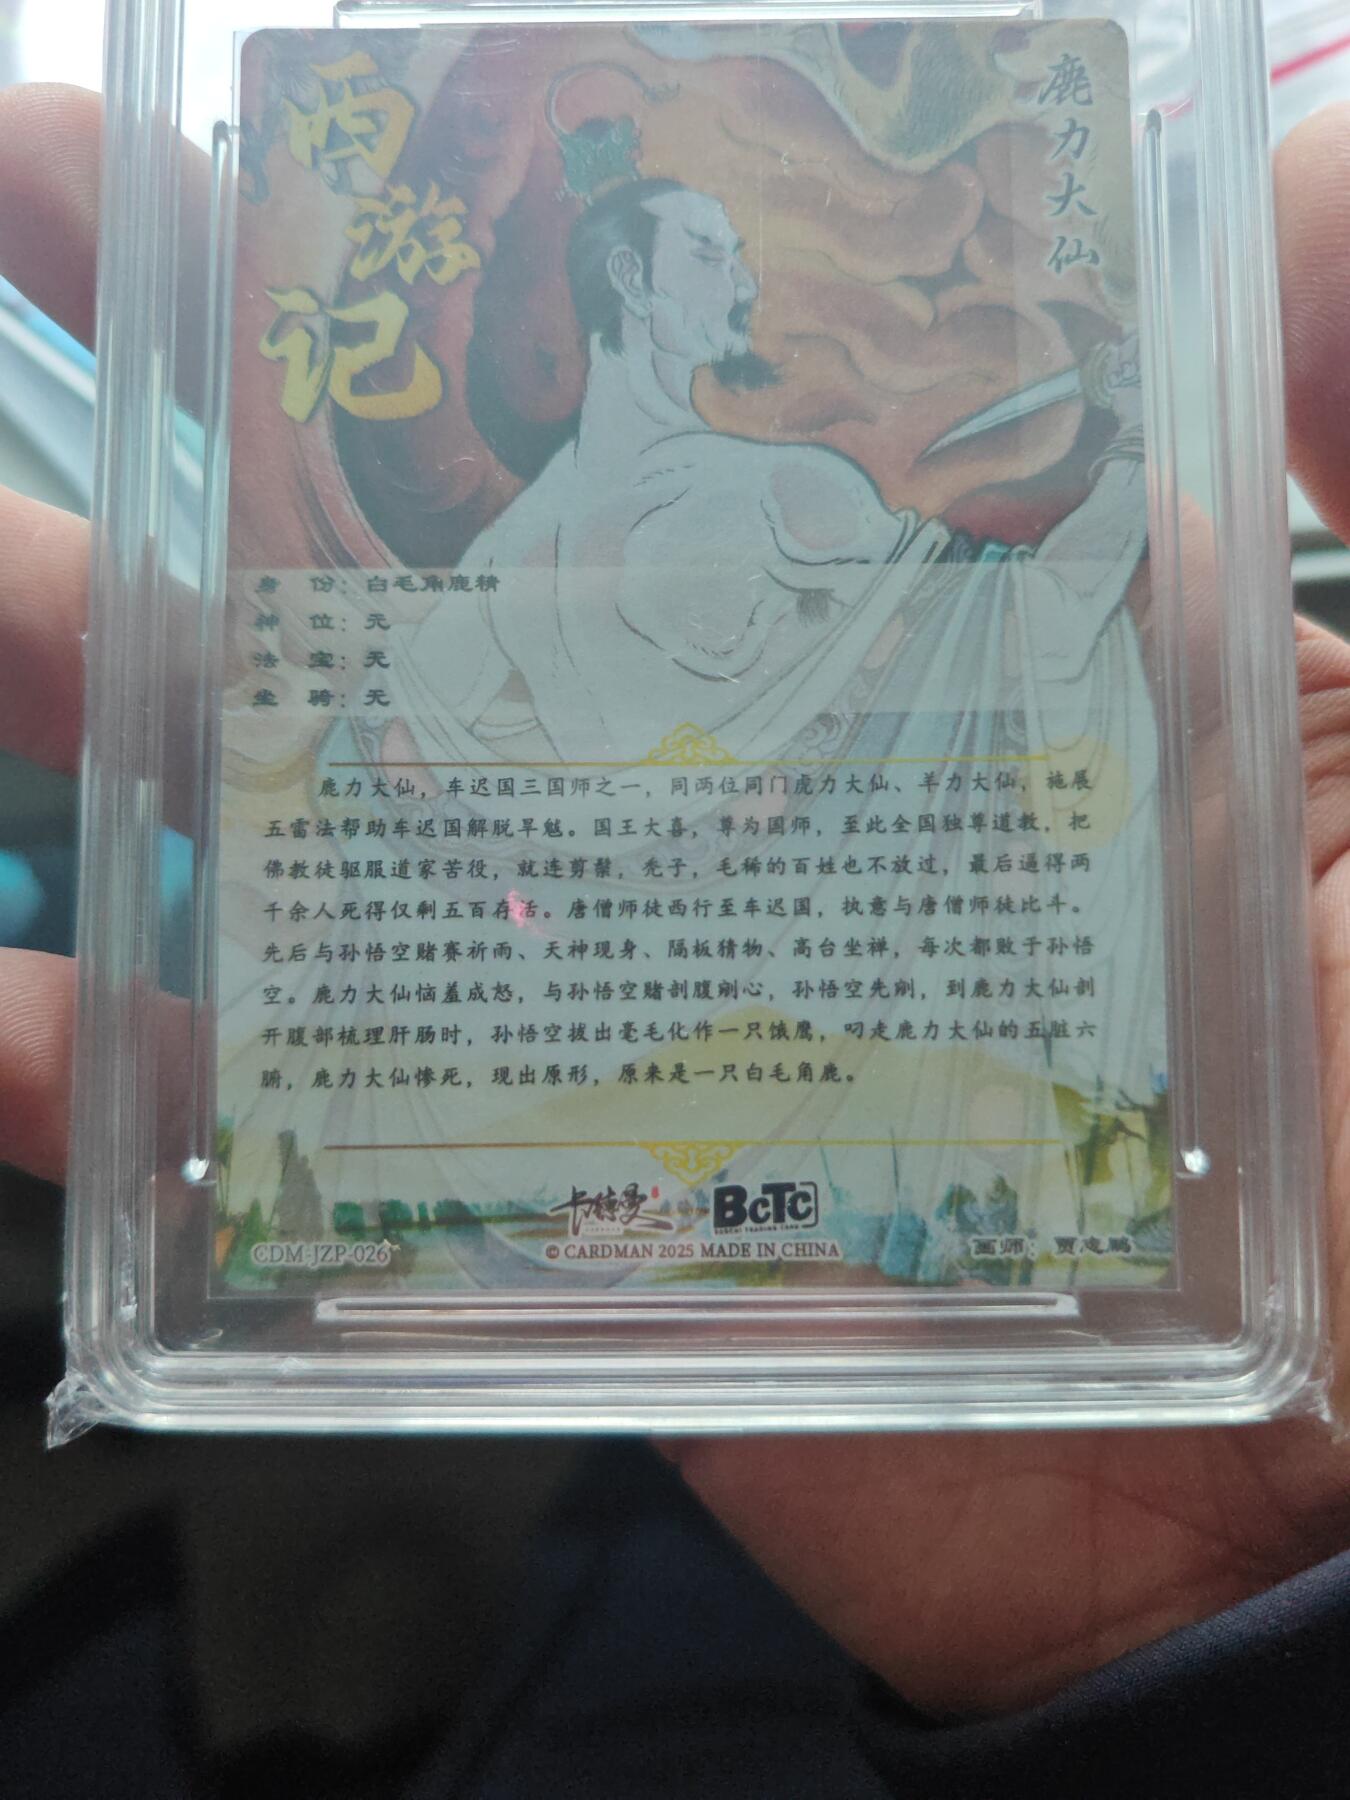 西游记
鹿力大仙
身 份：白毛角鹿精
神 位：无
法 宝：无
坐 骑：无
鹿力大仙，车迟国三国师之一，同两位同门虎力大仙、羊力大仙，施展
五雷法帮助车迟国解脱旱魃。国王大喜，尊为国师，至此全国独尊道教，把
佛教徒驱服道家苦役，就连剪鬃，秃子，毛稀的百姓也不放过，最后逼得两
千余人死得仅剩五百存活。唐僧师徒西行至车迟国，执意与唐僧师徒比斗。
先后与孙悟空赌赛祈雨、天神现身、隔板猜物、高台坐禅，每次都败于孙悟
空。鹿力大仙恼羞成怒，与孙悟空赌剖腹剜心，孙悟空先剜，到鹿力大仙剖
开腹部梳理肝肠时，孙悟空拔出毫毛化作一只饿鹰，叼走鹿力大仙的五脏六
腑，鹿力大仙惨死，现出原形，原来是一只白毛角鹿。
卡德曼 BCTC
CDM-JZP-026 © CARDMAN 2025 MADE IN CHINA 画师：贾志鹏